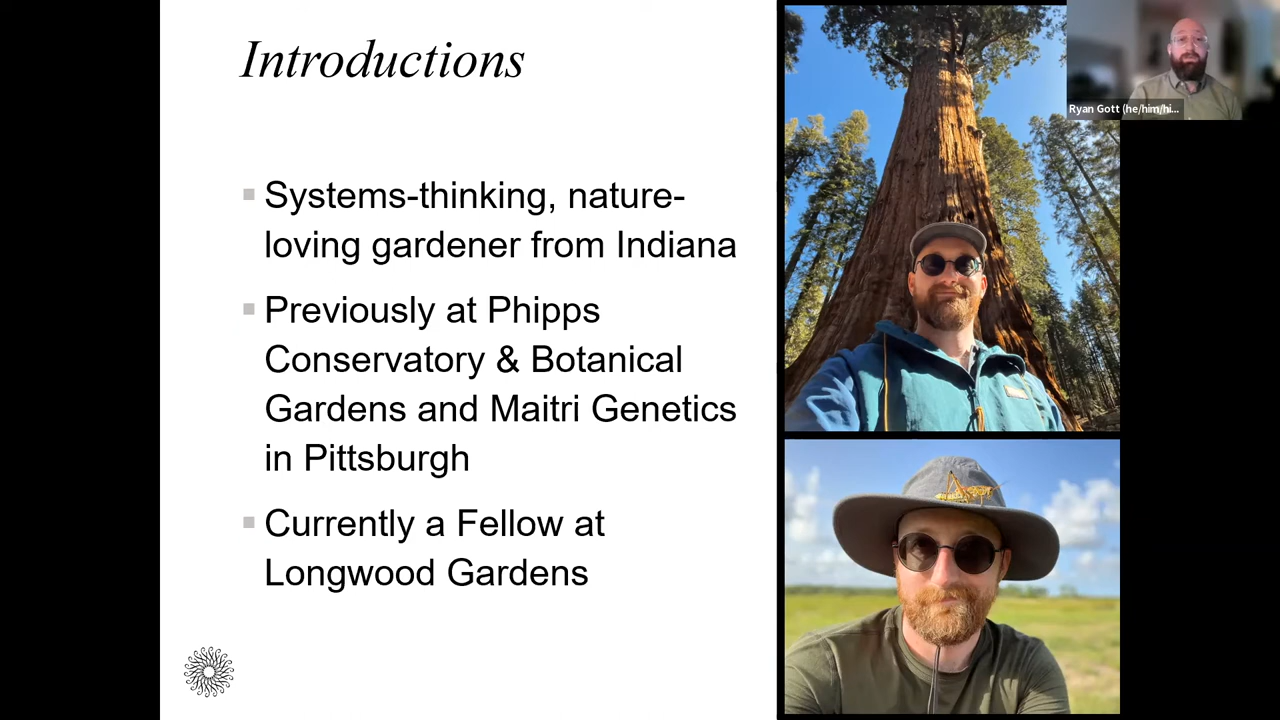 Introductions
Systems-thinking, nature-
loving gardener from Indiana
Previously at Phipps
Conservatory & Botanical
Gardens and Maitri Genetics
in Pittsburgh
Currently a Fellow at
Longwood Gardens
Ryan Gott (he/him/hi...